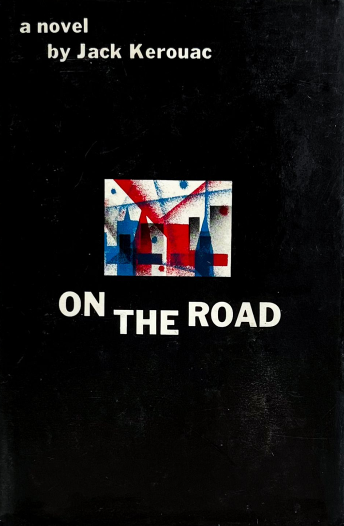 a novel
by Jack Kerouac
ON THE ROAD